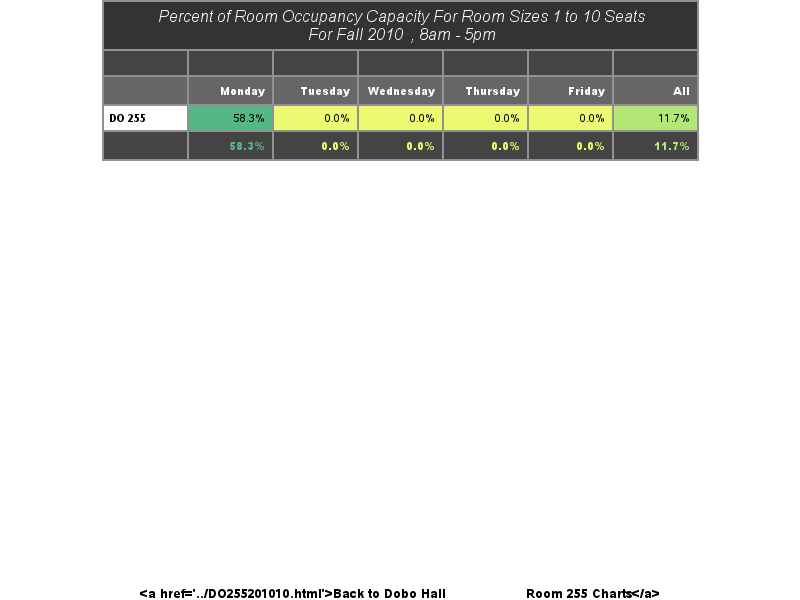 Percent of Room Occupancy Capacity For Room Sizes 1 to 10 Seats
For Fall 2010 , 8am - 5pm
Monday Tuesday Wednesday Thursday Friday All
DO 255 58.3% 0.0% 0.0% 0.0% 0.0% 11.7%
58.3% 0.0% 0.0% 0.0% 0.0% 11.7%
<a href='../DO255201010.html'>Back to Dobo Hall Room 255 Charts</a>